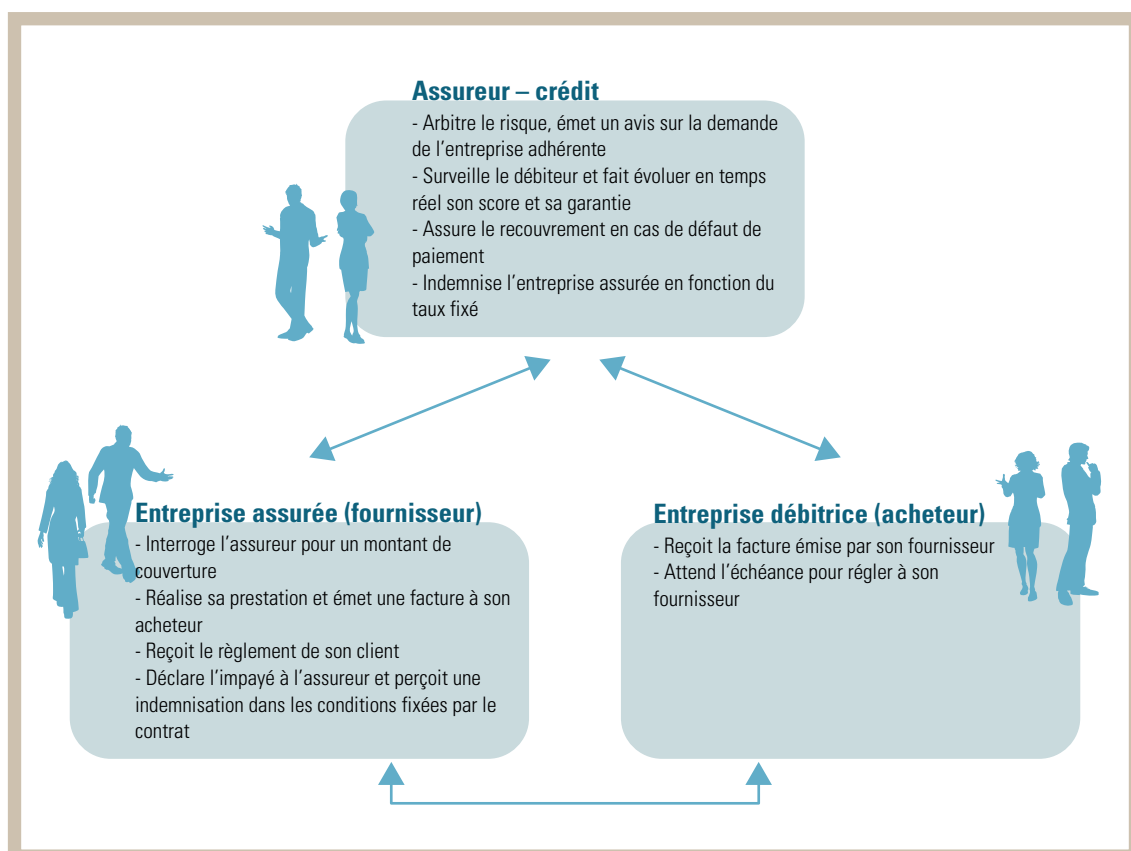 Assureur – crédit
- Arbitre le risque, émet un avis sur la demande
de l'entreprise adhérente
- Surveille le débiteur et fait évoluer en temps
réel son score et sa garantie
- Assure le recouvrement en cas de défaut de
paiement
- Indemnise l'entreprise assurée en fonction du
taux fixé
Entreprise assurée (fournisseur)
- Interroge l'assureur pour un montant de
couverture
- Réalise sa prestation et émet une facture à son
acheteur
- Reçoit le règlement de son client
- Déclare l'impayé à l'assureur et perçoit une
indemnisation dans les conditions fixées par le
contrat
Entreprise débitrice (acheteur)
- Reçoit la facture émise par son fournisseur
- Attend l'échéance pour régler à son
fournisseur